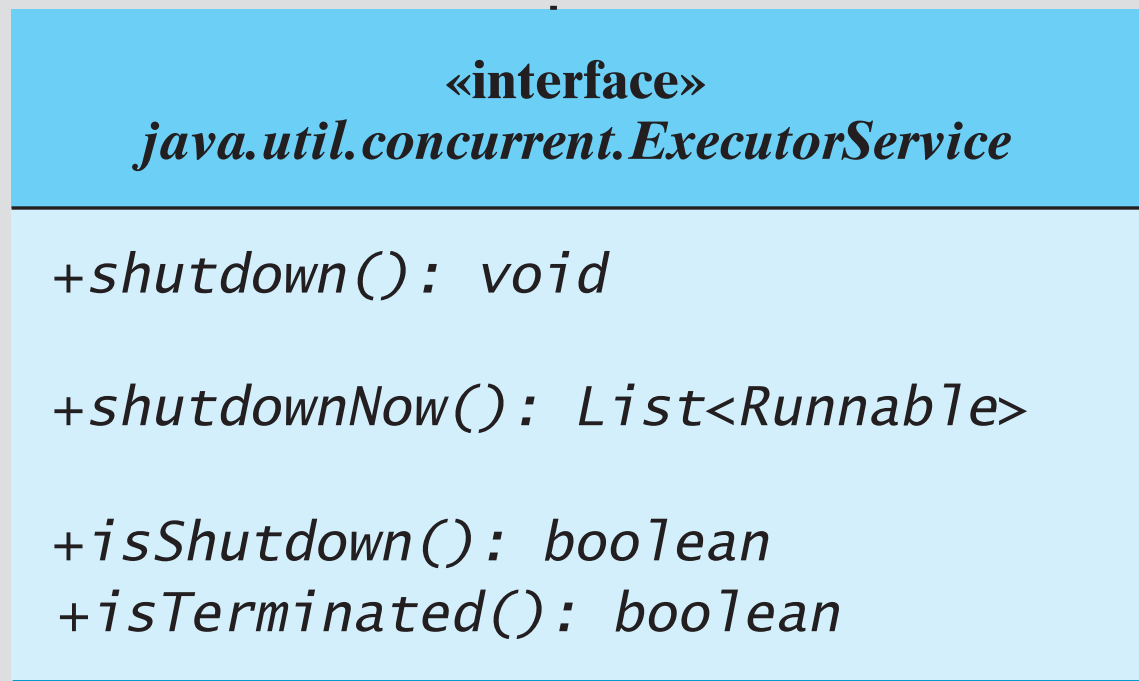 «interface»
java.util.concurrent.ExecutorService
+shutdown(): void
+shutdownNow(): List<Runnable>
+isShutdown(): boolean
+isTerminated(): boolean